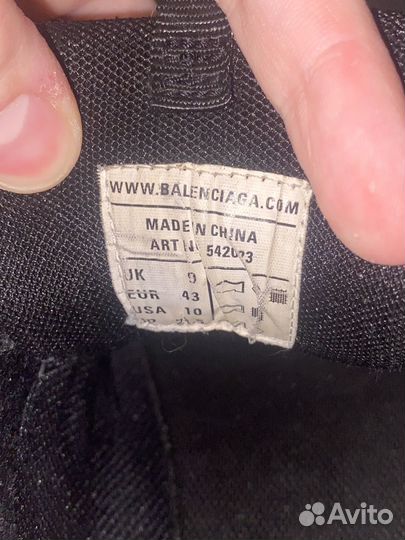 WWW.BALENCIAGA.COM
MADE IN CHINA
ART N 542023
UK 9
EUR 43
USA 10
Avito